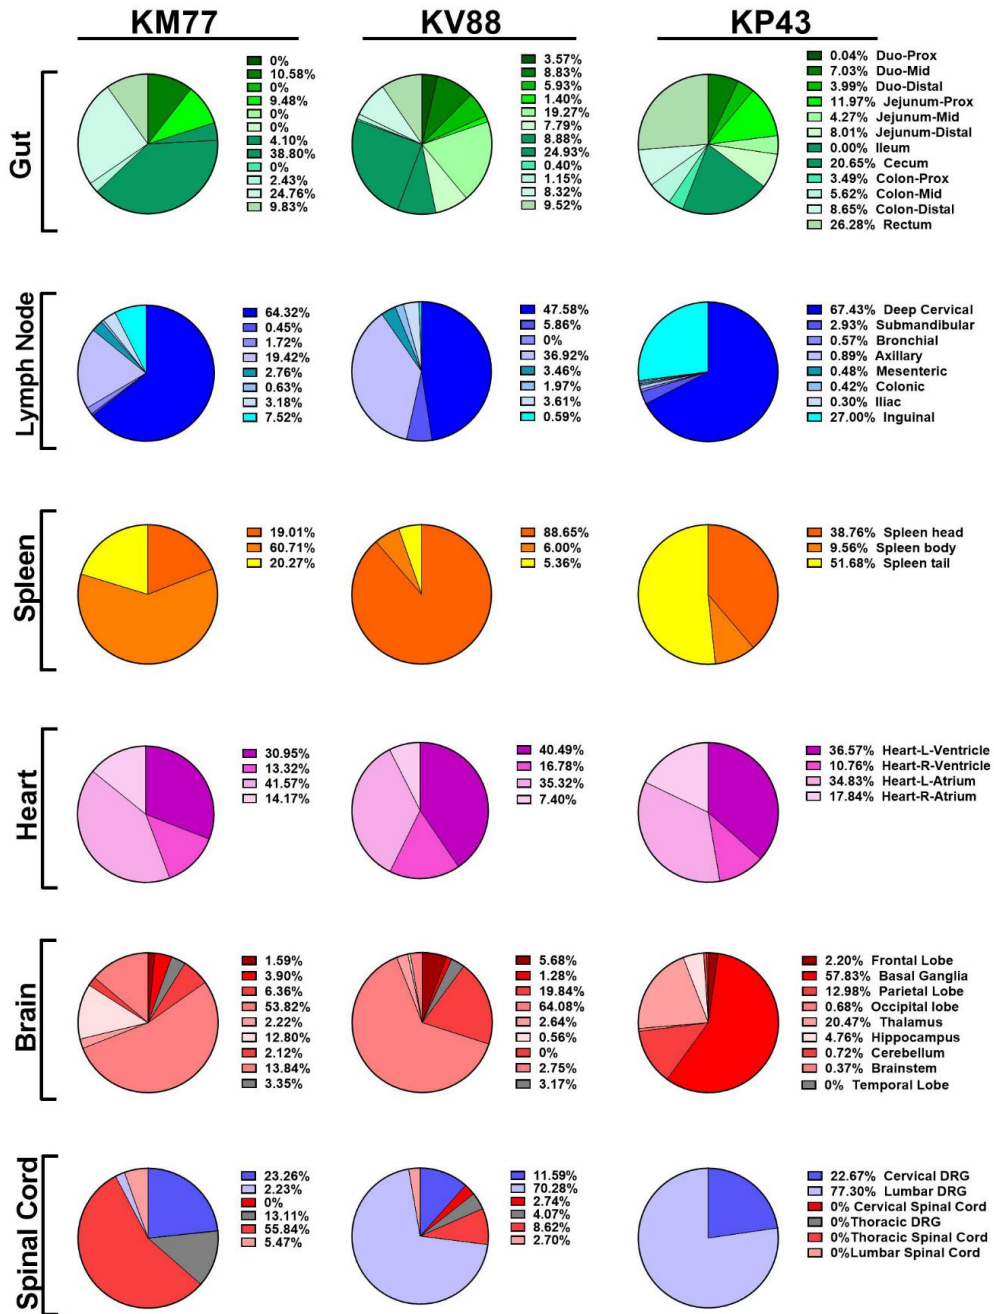 KM77 KV88 KP43
Gut
0%
10.58%
0%
9.48%
0%
0%
4.10%
38.80%
0%
2.43%
24.76%
9.83%
3.57%
8.83%
5.93%
1.40%
19.27%
7.79%
8.88%
24.93%
0.40%
1.15%
8.32%
9.52%
0.04% Duo-Prox
7.03% Duo-Mid
3.99% Duo-Distal
11.97% Jejunum-Prox
4.27% Jejunum-Mid
8.01% Jejunum-Distal
0.00% Ileum
20.65% Cecum
3.49% Colon-Prox
5.62% Colon-Mid
8.65% Colon-Distal
26.28% Rectum
Lymph Node
64.32%
0.45%
1.72%
19.42%
2.76%
0.63%
3.18%
7.52%
47.58%
5.86%
0%
36.92%
3.46%
1.97%
3.61%
0.59%
67.43% Deep Cervical
2.93% Submandibular
0.57% Bronchial
0.89% Axillary
0.48% Mesenteric
0.42% Colonic
0.30% Iliac
27.00% Inguinal
Spleen
19.01%
60.71%
20.27%
88.65%
6.00%
5.36%
38.76% Spleen head
9.56% Spleen body
51.68% Spleen tail
Heart
30.95%
13.32%
41.57%
14.17%
40.49%
16.78%
35.32%
7.40%
36.57% Heart-L-Ventricle
10.76% Heart-R-Ventricle
34.83% Heart-L-Atrium
17.84% Heart-R-Atrium
Brain
1.59%
3.90%
6.36%
53.82%
2.22%
12.80%
2.12%
13.84%
3.35%
5.68%
1.28%
19.84%
64.08%
2.64%
0.56%
0%
2.75%
3.17%
2.20% Frontal Lobe
57.83% Basal Ganglia
12.98% Parietal Lobe
0.68% Occipital lobe
20.47% Thalamus
4.76% Hippocampus
0.72% Cerebellum
0.37% Brainstem
0% Temporal Lobe
Spinal Cord
23.26%
2.23%
0%
13.11%
55.84%
5.47%
11.59%
70.28%
2.74%
4.07%
8.62%
2.70%
22.67% Cervical DRG
77.30% Lumbar DRG
0% Cervical Spinal Cord
0%Thoracic DRG
0%Thoracic Spinal Cord
0%Lumbar Spinal Cord